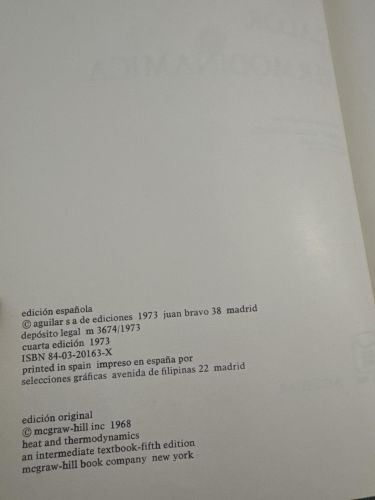 edición española
© aguilar s a de ediciones 1973 juan bravo 38 madrid
depósito legal m 3674/1973
cuarta edición 1973
ISBN 84-03-20163-X
printed in spain impreso en españa por
selecciones gráficas avenida de filipinas 22 madrid
edición original
© mcgraw-hill inc 1968
heat and thermodynamics
an intermediate textbook-fifth edition
mcgraw-hill book company new york